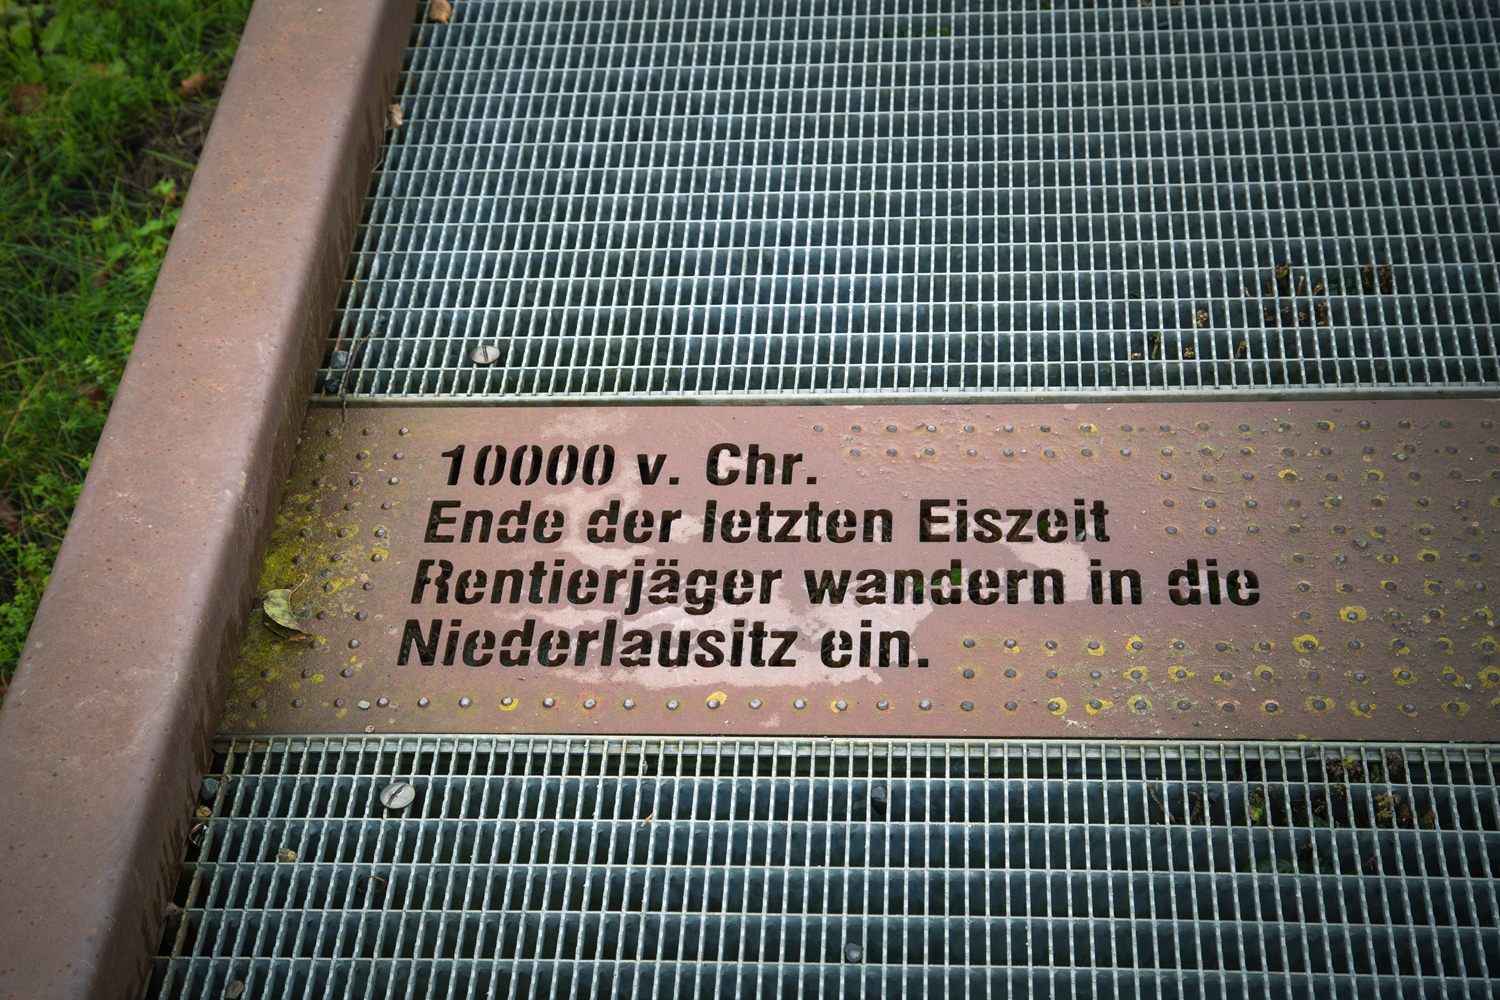 10000 v. Chr.
Ende der letzten Eiszeit
Rentierjäger wandern in die
Niederlausitz ein.